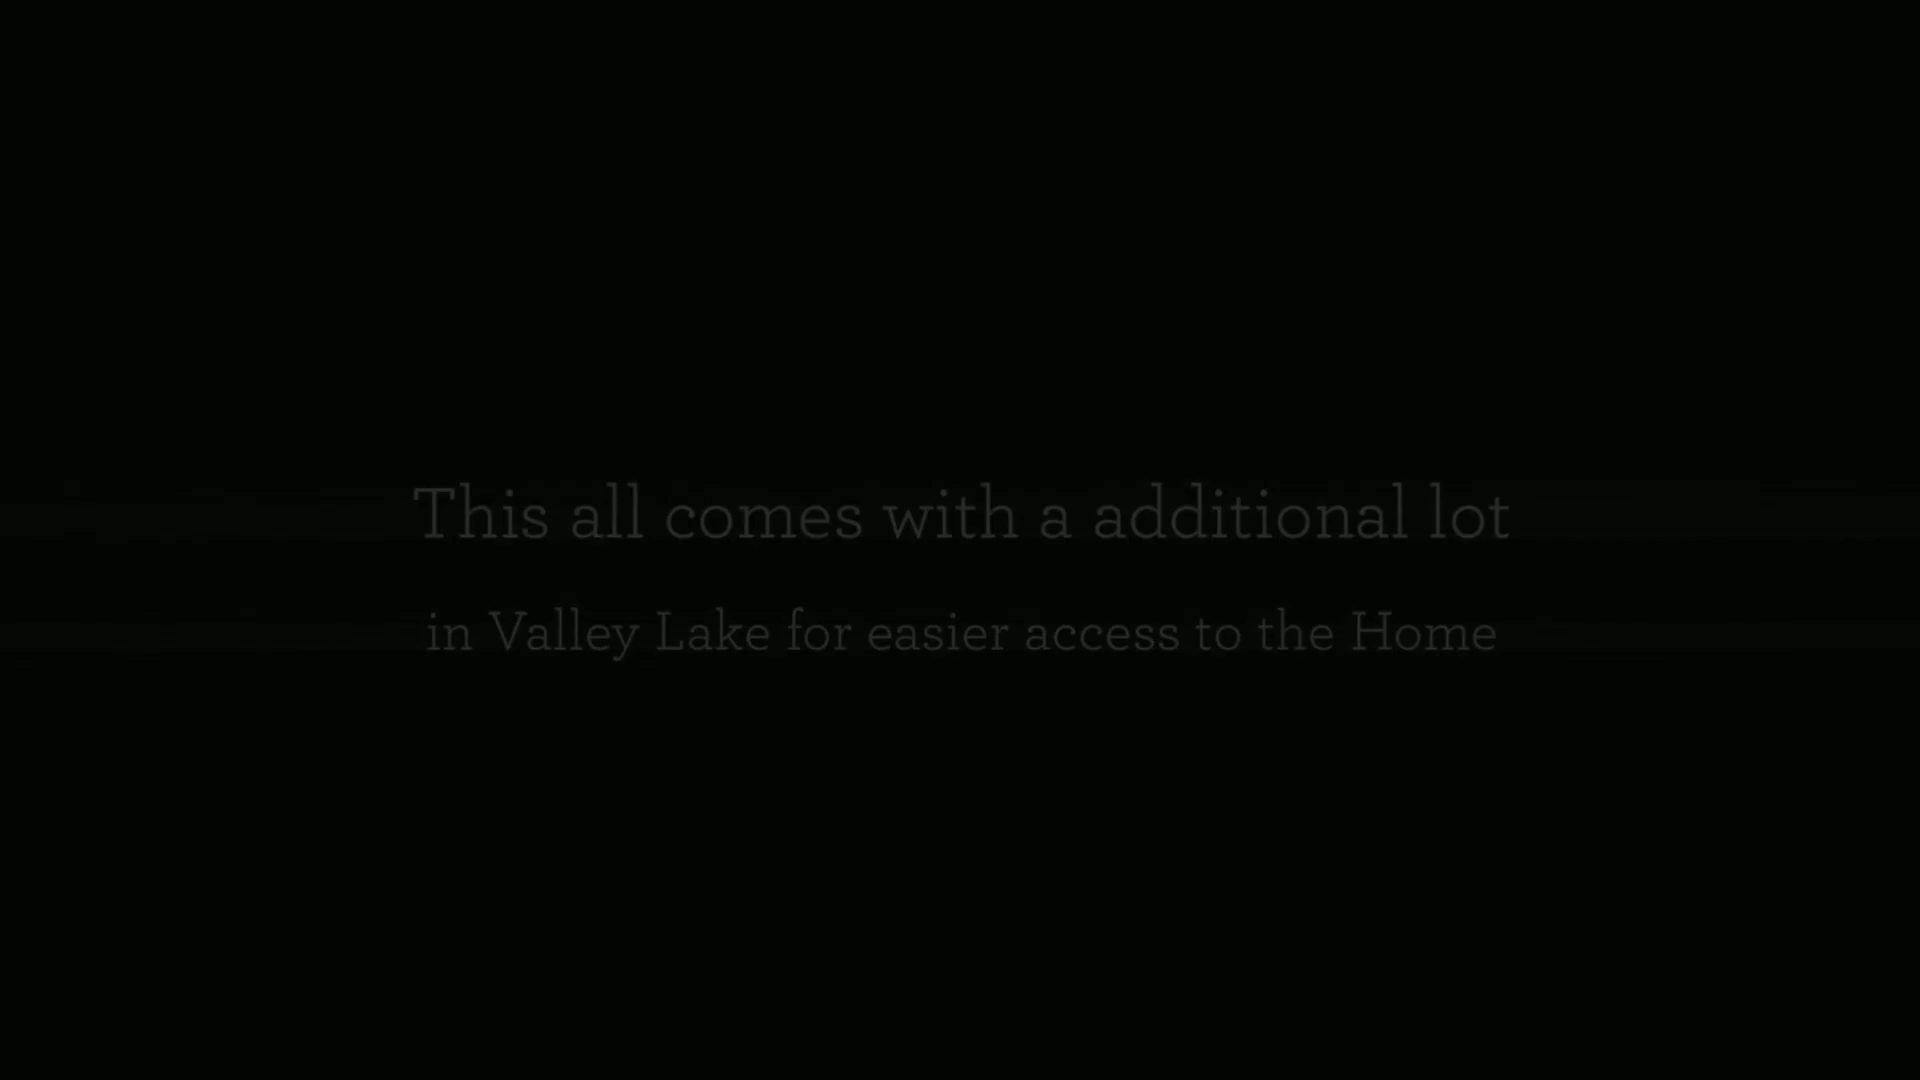 This all comes with a additional lot
in Valley Lake for easier access to the Home